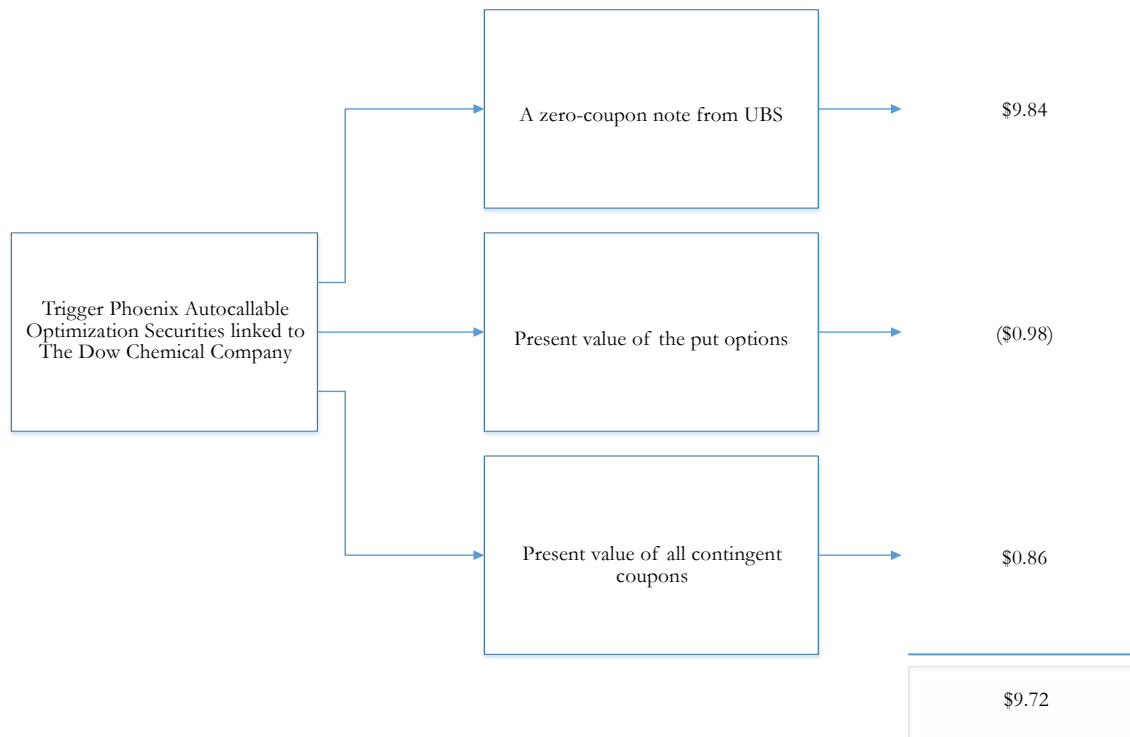 A zero-coupon note from UBS
$9.84
Trigger Phoenix Autocallable
Optimization Securities linked to
The Dow Chemical Company
Present value of the put options
($0.98)
Present value of all contingent
coupons
$0.86
$9.72